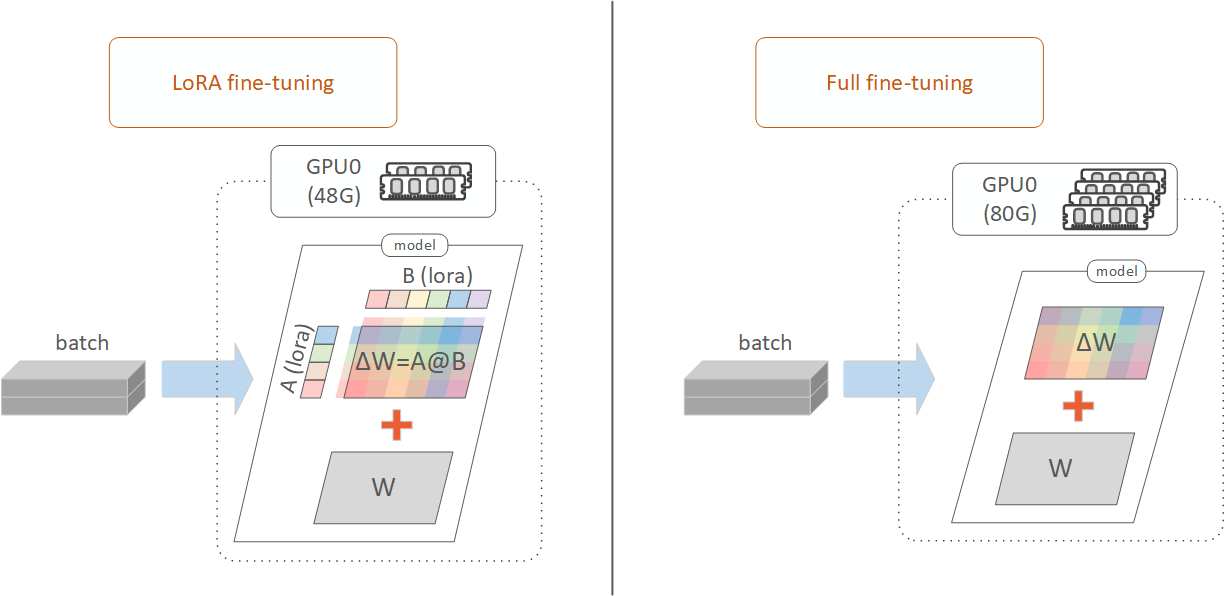 LoRA fine-tuning
GPU0
(48G)
model
B (lora)
A (lora)
ΔW=A@B
W
batch
Full fine-tuning
GPU0
(80G)
model
ΔW
W
batch